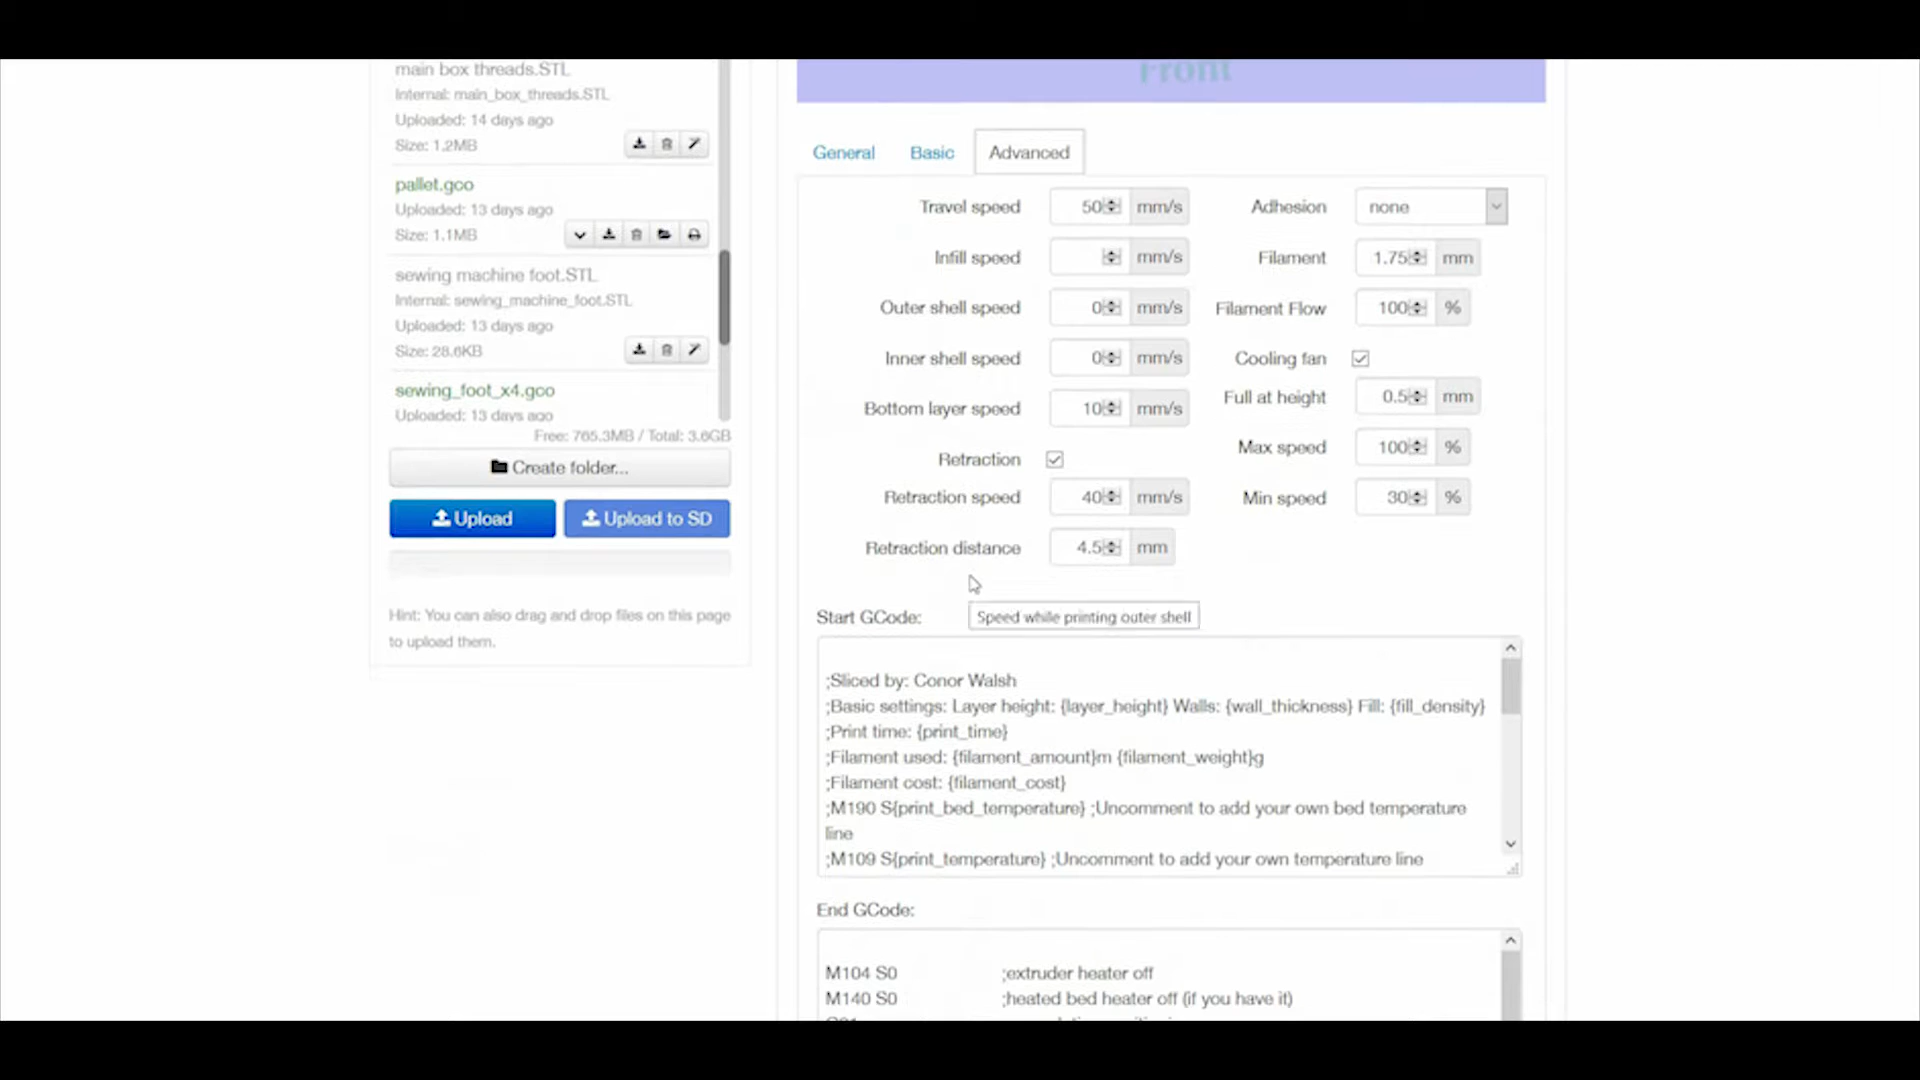 main box threads.STL
Internal: main_box_threads.STL
Uploaded: 14 days ago
Size: 1.2MB
pallet.gco
Uploaded: 13 days ago
Size: 1.1MB
sewing machine foot.STL
Internal: sewing_machine_foot.STL
Uploaded: 13 days ago
Size: 28.6KB
sewing_foot_x4.gco
Uploaded: 13 days ago
Free: 765.3MB / Total: 3.6GB
Create folder...
Upload
Upload to SD
Hint: You can also drag and drop files on this page
to upload them.
Front
General Basic Advanced
Travel speed 50 mm/s
Infill speed mm/s
Outer shell speed 0 mm/s
Inner shell speed 0 mm/s
Bottom layer speed 10 mm/s
Retraction
Retraction speed 40 mm/s
Retraction distance 4.5 mm
Adhesion none
Filament 1.75 mm
Filament Flow 100 %
Cooling fan
Full at height 0.5 mm
Max speed 100 %
Min speed 30 %
Start GCode:
Speed while printing outer shell
;Sliced by: Conor Walsh
;Basic settings: Layer height: {layer_height} Walls: {wall_thickness} Fill: {fill_density}
;Print time: {print_time}
;Filament used: {filament_amount}m {filament_weight}g
;Filament cost: {filament_cost}
;M190 S{print_bed_temperature} ;Uncomment to add your own bed temperature
line
;M109 S{print_temperature} ;Uncomment to add your own temperature line
End GCode:
M104 S0 ;extruder heater off
M140 S0 ;heated bed heater off (if you have it)